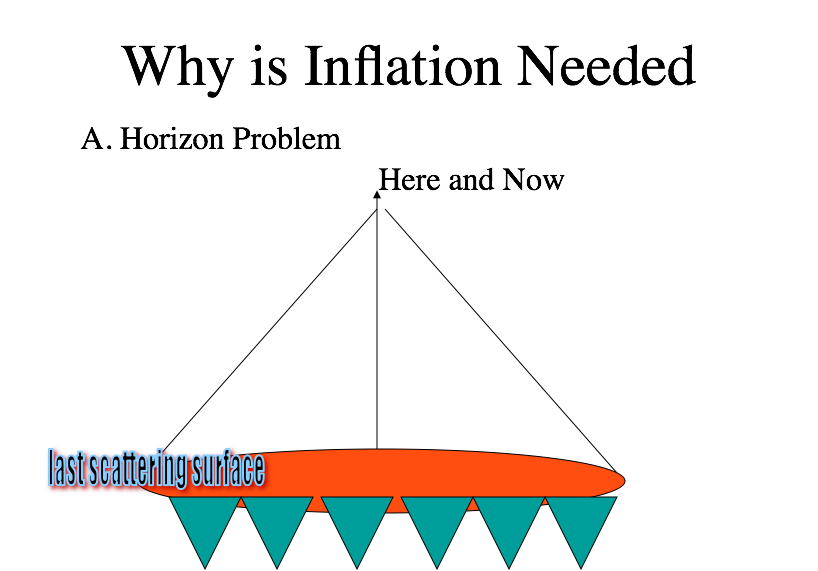 Why is Inflation Needed
A. Horizon Problem
Here and Now
last scattering surface